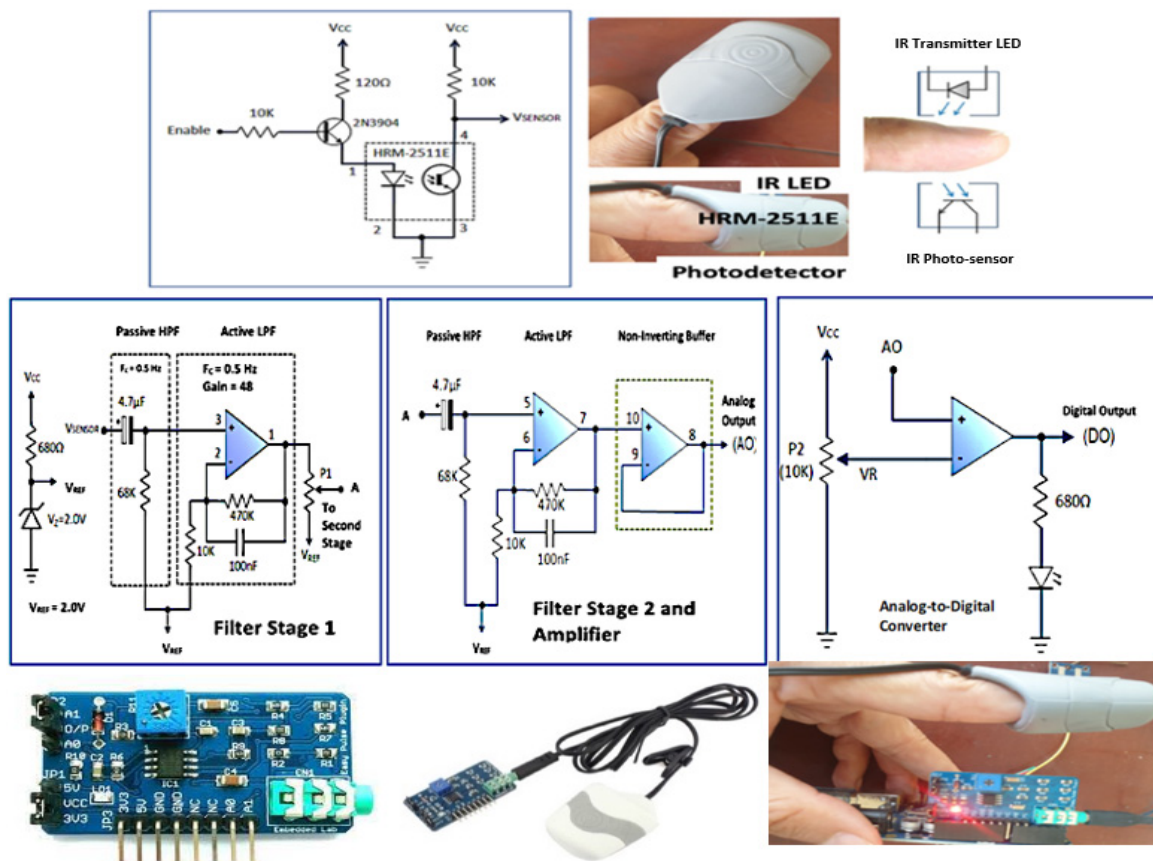 Vcc
Vcc
120Ω
10K
10K
2N3904
Enable
VSENSOR
4
HRM-2511E
1
2
3
IR LED
HRM-2511E
Photodetector
IR Transmitter LED
IR Photo-sensor
Passive HPF
Active LPF
Fc = 0.5 Hz
Fc = 0.5 Hz
Gain = 48
Vcc
4.7µF
VSENSOR
+
3
+
1
2
-
680Ω
P1
A
VREF
68K
To
Second
Stage
470K
Vz=2.0V
10K
100nF
VREF
VREF = 2.0V
Filter Stage 1
VREF
Passive HPF
Active LPF
Non-Inverting Buffer
4.7µF
A
+
5
+
7
10
+
8
Analog
Output
(AO)
6
-
9
-
68K
470K
10K
100nF
Filter Stage 2 and
Amplifier
VREF
Vcc
AO
+
-
Digital Output
(DO)
P2
(10K)
VR
680Ω
Analog-to-Digital
Converter
A1
O/P
A0
JP1
5V
VCC
3V3
R11
D1
R3
R10
C2
R6
LD1
JP3
IC1
C1
C3
C5
R9
C4
R4
R8
R2
R5
R7
R1
CN1
Easy Pulse Plugin
Embedded Lab
3V3
5V
GND
GND
NC
NC
A0
A1